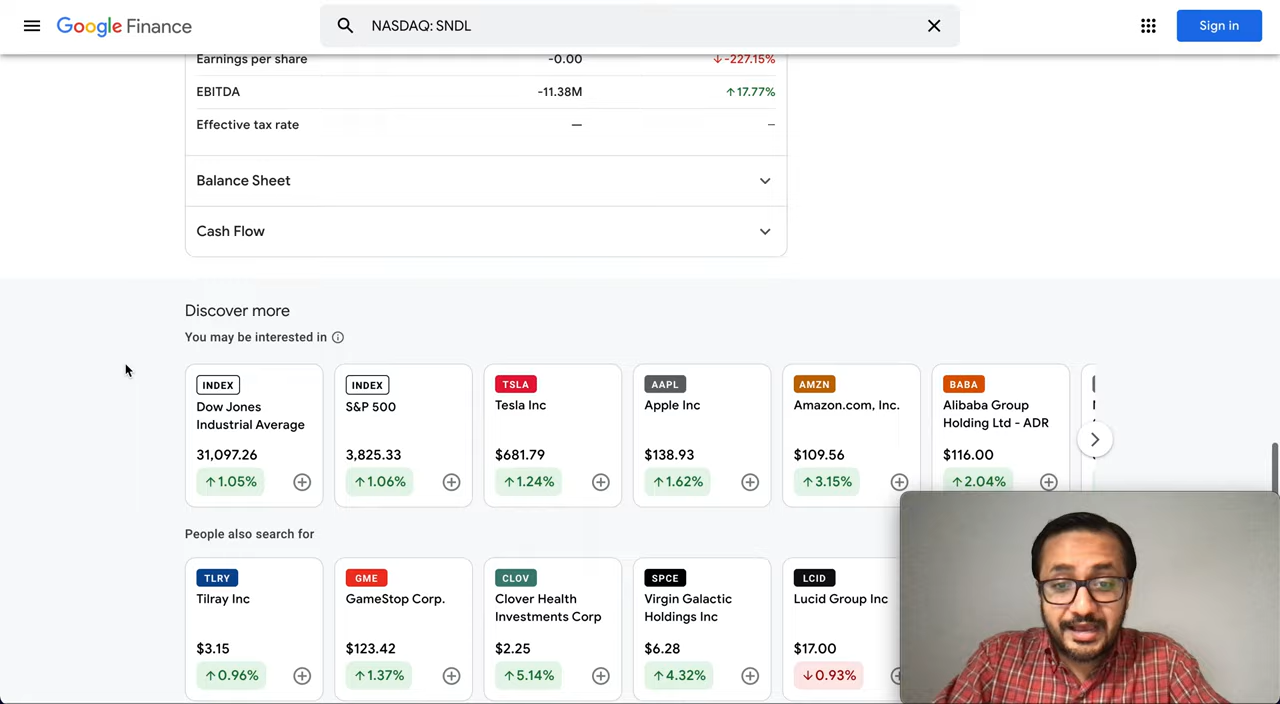 Google Finance
NASDAQ: SNDL
Sign in
Earnings per share -0.00 ↓-227.15%
EBITDA -11.38M ↑17.77%
Effective tax rate — –
Balance Sheet
Cash Flow
Discover more
You may be interested in
INDEX
Dow Jones
Industrial Average
31,097.26
↑1.05%
INDEX
S&P 500
3,825.33
↑1.06%
TSLA
Tesla Inc
$681.79
↑1.24%
AAPL
Apple Inc
$138.93
↑1.62%
AMZN
Amazon.com, Inc.
$109.56
↑3.15%
BABA
Alibaba Group
Holding Ltd - ADR
$116.00
↑2.04%
People also search for
TLRY
Tilray Inc
$3.15
↑0.96%
GME
GameStop Corp.
$123.42
↑1.37%
CLOV
Clover Health
Investments Corp
$2.25
↑5.14%
SPCE
Virgin Galactic
Holdings Inc
$6.28
↑4.32%
LCID
Lucid Group Inc
$17.00
↓0.93%